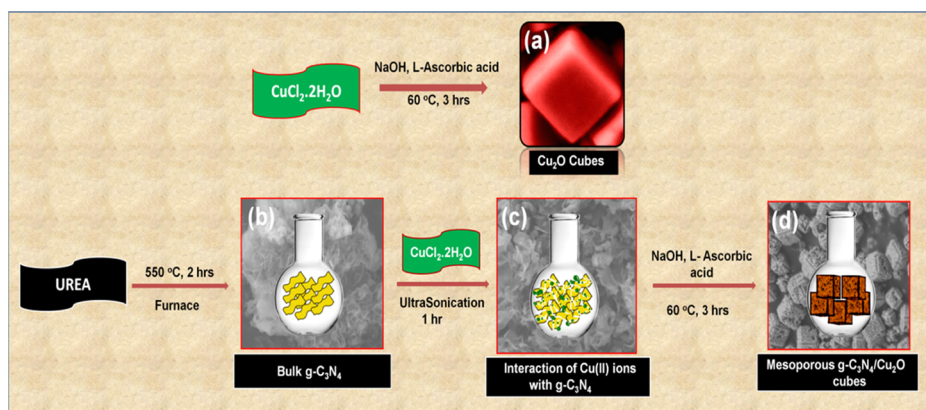 (a)
NaOH, L-Ascorbic acid
CuCl₂.2H₂O
60 ºC, 3 hrs
Cu₂O Cubes
(b)
(c)
(d)
CuCl₂.2H₂O
NaOH, L- Ascorbic
acid
550 ºC, 2 hrs
UREA
Furnace
UltraSonication
1 hr
60 ºC, 3 hrs
Bulk g-C₃N₄
Interaction of Cu(II) ions
with g-C₃N₄
Mesoporous g-C₃N₄/Cu₂O
cubes